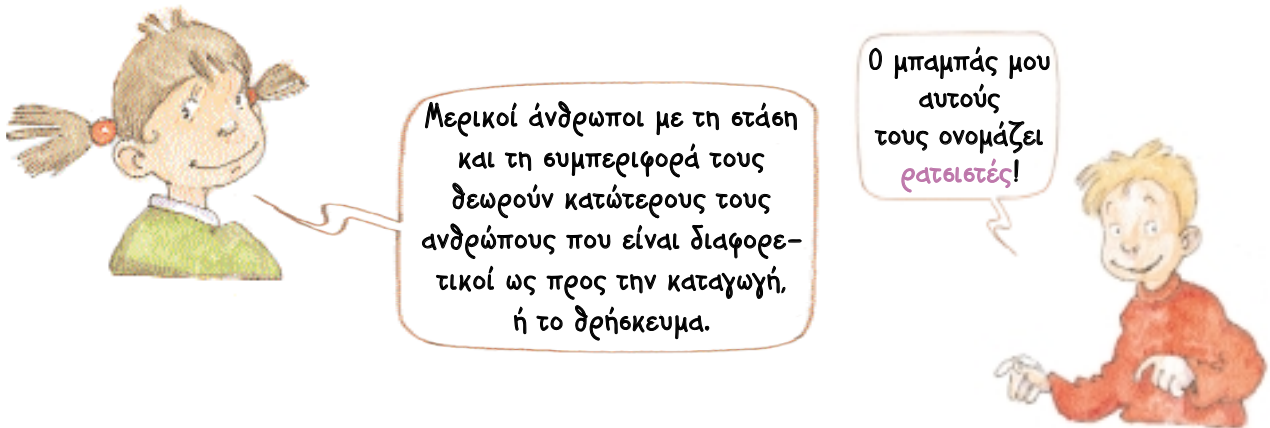 Μερικοί άνθρωποι με τη στάση
και τη συμπεριφορά τους
θεωρούν κατώτερους τους
ανθρώπους που είναι διαφορε-
τικοί ως προς την καταγωγή,
ή το θρήσκευμα.
Ο μπαμπάς μου
αυτούς
τους ονομάζει
ρατσιστές!